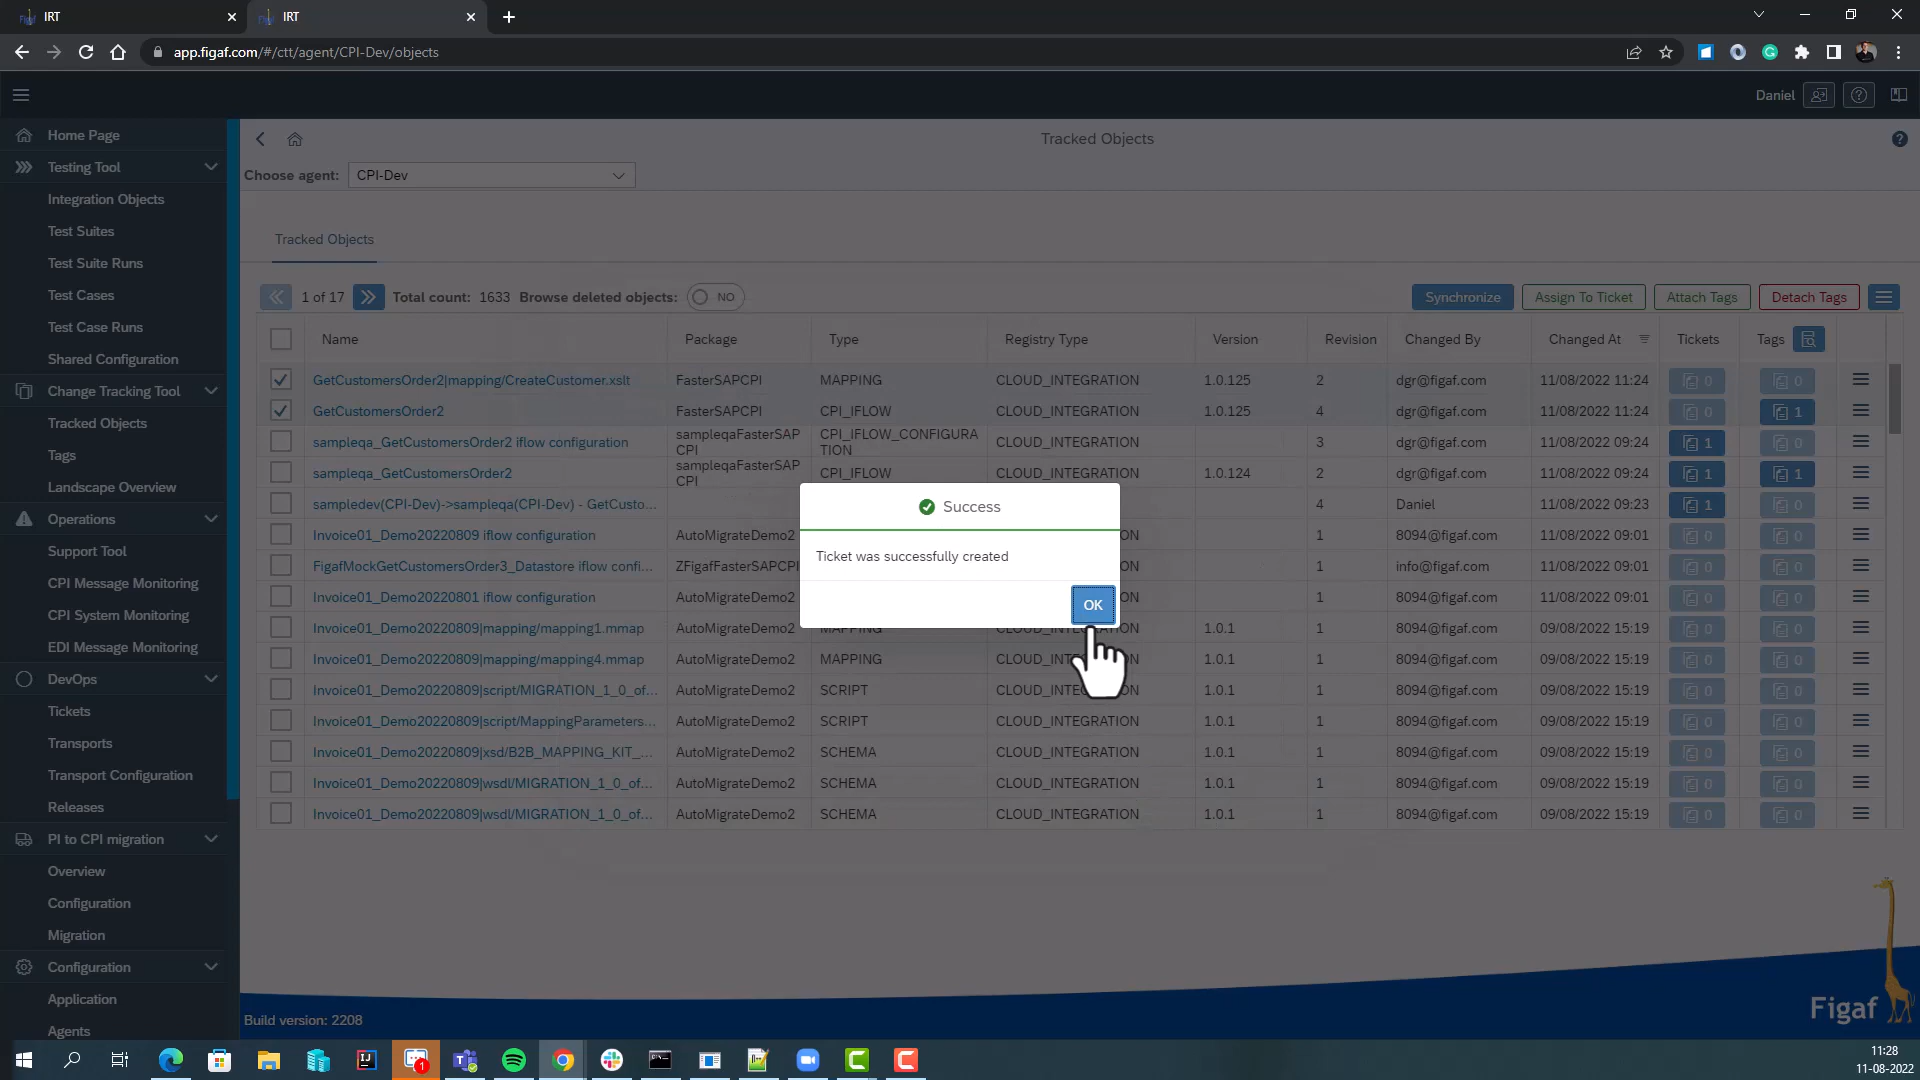 IRT
IRT
app.figaf.com/#/ctt/agent/CPI-Dev/objects
Daniel
Home Page
Testing Tool
Integration Objects
Test Suites
Test Suite Runs
Test Cases
Test Case Runs
Shared Configuration
Change Tracking Tool
Tracked Objects
Tags
Landscape Overview
Operations
Support Tool
CPI Message Monitoring
CPI System Monitoring
EDI Message Monitoring
DevOps
Tickets
Transports
Transport Configuration
Releases
PI to CPI migration
Overview
Configuration
Migration
Configuration
Application
Agents
Tracked Objects
Choose agent: CPI-Dev
Tracked Objects
1 of 17 Total count: 1633 Browse deleted objects: NO Synchronize Assign To Ticket Attach Tags Detach Tags
Name Package Type Registry Type Version Revision Changed By Changed At Tickets Tags
GetCustomersOrder2|mapping/CreateCustomer.xslt FasterSAPCPI MAPPING CLOUD_INTEGRATION 1.0.125 2 dgr@figaf.com 11/08/2022 11:24 0 0
GetCustomersOrder2 FasterSAPCPI CPI_IFLOW CLOUD_INTEGRATION 1.0.125 4 dgr@figaf.com 11/08/2022 11:24 0 1
sampleqa_GetCustomersOrder2 iflow configuration sampleqaFasterSAPCPI CPI_IFLOW_CONFIGURATION CLOUD_INTEGRATION 3 dgr@figaf.com 11/08/2022 09:24 1 0
sampleqa_GetCustomersOrder2 sampleqaFasterSAPCPI CPI_IFLOW CLOUD_INTEGRATION 1.0.124 2 dgr@figaf.com 11/08/2022 09:24 1 1
sampledev(CPI-Dev)->sampleqa(CPI-Dev) - GetCusto... 4 Daniel 11/08/2022 09:23 1 0
Invoice01_Demo20220809 iflow configuration AutoMigrateDemo2 ON 1 8094@figaf.com 11/08/2022 09:01 0 0
FigafMockGetCustomersOrder3_Datastore iflow confi... ZFigafFasterSAPCPI ON 1 info@figaf.com 11/08/2022 09:01 0 0
Invoice01_Demo20220801 iflow configuration AutoMigrateDemo2 ON 1 8094@figaf.com 11/08/2022 09:01 0 0
Invoice01_Demo20220809|mapping/mapping1.mmap AutoMigrateDemo2 MAPPING CLOUD_INTEGRATION 1.0.1 1 8094@figaf.com 09/08/2022 15:19 0 0
Invoice01_Demo20220809|mapping/mapping4.mmap AutoMigrateDemo2 MAPPING CLOUD_INTEGRATION 1.0.1 1 8094@figaf.com 09/08/2022 15:19 0 0
Invoice01_Demo20220809|script/MIGRATION_1_0_of... AutoMigrateDemo2 SCRIPT CLOUD_INTEGRATION 1.0.1 1 8094@figaf.com 09/08/2022 15:19 0 0
Invoice01_Demo20220809|script/MappingParameters... AutoMigrateDemo2 SCRIPT CLOUD_INTEGRATION 1.0.1 1 8094@figaf.com 09/08/2022 15:19 0 0
Invoice01_Demo20220809|xsd/B2B_MAPPING_KIT_... AutoMigrateDemo2 SCHEMA CLOUD_INTEGRATION 1.0.1 1 8094@figaf.com 09/08/2022 15:19 0 0
Invoice01_Demo20220809|wsdl/MIGRATION_1_0_of... AutoMigrateDemo2 SCHEMA CLOUD_INTEGRATION 1.0.1 1 8094@figaf.com 09/08/2022 15:19 0 0
Invoice01_Demo20220809|wsdl/MIGRATION_1_0_of... AutoMigrateDemo2 SCHEMA CLOUD_INTEGRATION 1.0.1 1 8094@figaf.com 09/08/2022 15:19 0 0
Success
Ticket was successfully created
OK
Figaf
Build version: 2208
11:28
11-08-2022